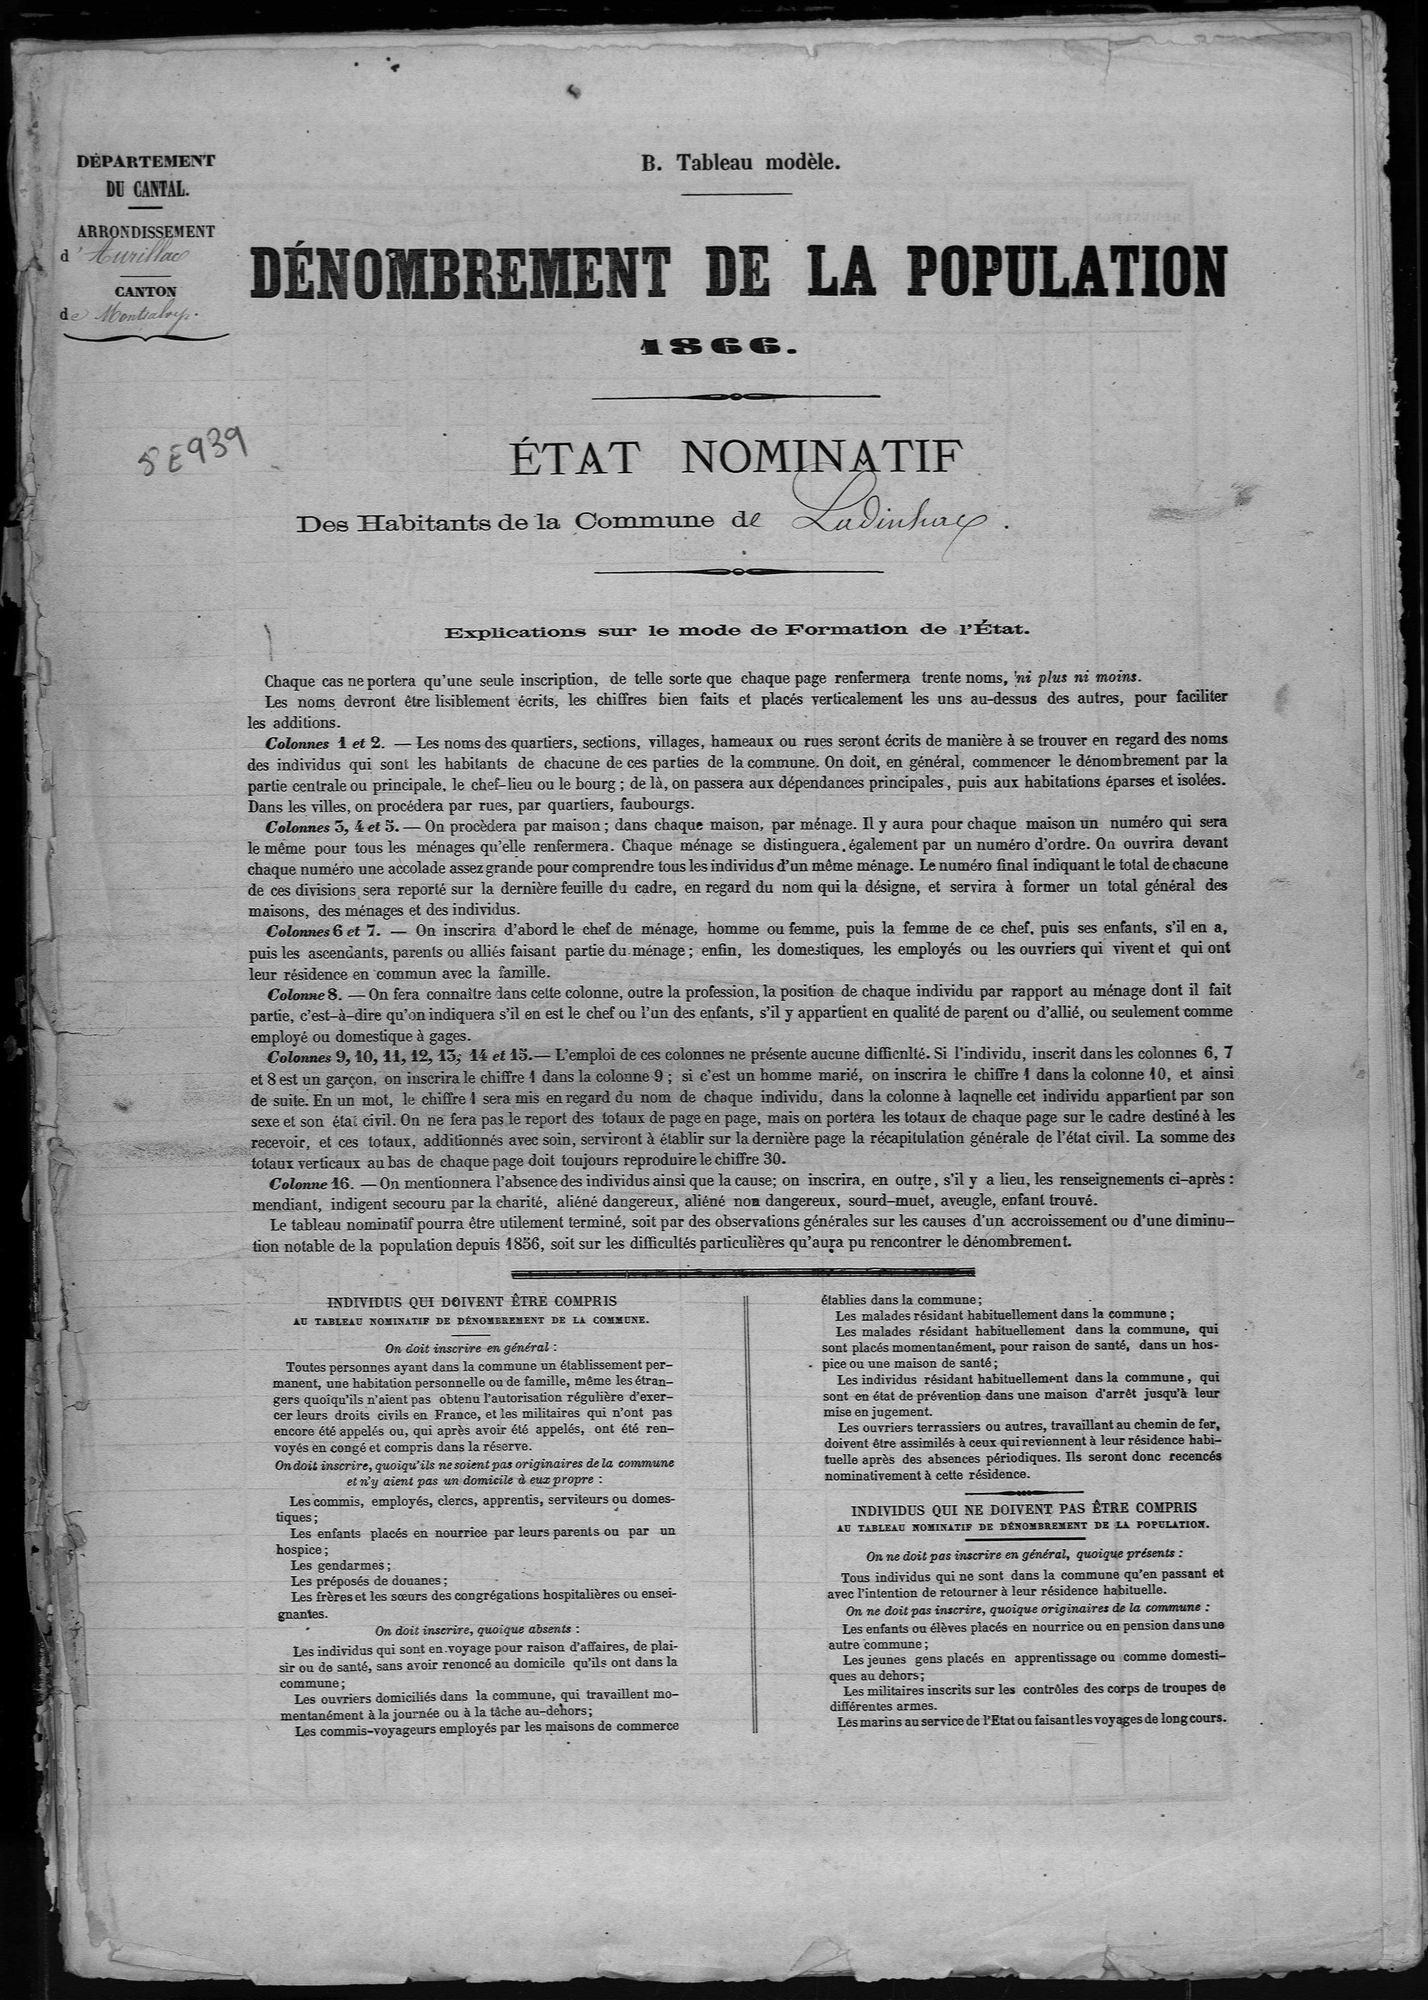 DÉPARTEMENT
DU CANTAL.
ARRONDISSEMENT
d'Aurillac
CANTON
de Montsalvy.
B. Tableau modèle.
DÉNOMBREMENT DE LA POPULATION
1866.
5E939
ÉTAT NOMINATIF
Des Habitants de la Commune de Ladinhac.
Explications sur le mode de Formation de l'État.
Chaque cas ne portera qu'une seule inscription, de telle sorte que chaque page renfermera trente noms, ni plus ni moins.
Les noms devront être lisiblement écrits, les chiffres bien faits et placés verticalement les uns au-dessus des autres, pour faciliter
les additions.
Colonnes 1 et 2. — Les noms des quartiers, sections, villages, hameaux ou rues seront écrits de manière à se trouver en regard des noms
des individus qui sont les habitants de chacune de ces parties de la commune. On doit, en général, commencer le dénombrement par la
partie centrale ou principale, le chef-lieu ou le bourg ; de là, on passera aux dépendances principales, puis aux habitations éparses et isolées.
Dans les villes, on procédera par rues, par quartiers, faubourgs.
Colonnes 3, 4 et 5. — On procèdera par maison ; dans chaque maison, par ménage. Il y aura pour chaque maison un numéro qui sera
le même pour tous les ménages qu'elle renfermera. Chaque ménage se distinguera également par un numéro d'ordre. On ouvrira devant
chaque numéro une accolade assez grande pour comprendre tous les individus d'un même ménage. Le numéro final indiquant le total de chacune
de ces divisions sera reporté sur la dernière feuille du cadre, en regard du nom qui la désigne, et servira à former un total général des
maisons, des ménages et des individus.
Colonnes 6 et 7. — On inscrira d'abord le chef de ménage, homme ou femme, puis la femme de ce chef, puis ses enfants, s'il en a,
puis les ascendants, parents ou alliés faisant partie du ménage ; enfin, les domestiques, les employés ou les ouvriers qui vivent et qui ont
leur résidence en commun avec la famille.
Colonne 8. — On fera connaître dans cette colonne, outre la profession, la position de chaque individu par rapport au ménage dont il fait
partie, c'est-à-dire qu'on indiquera s'il en est le chef ou l'un des enfants, s'il y appartient en qualité de parent ou d'allié, ou seulement comme
employé ou domestique à gages.
Colonnes 9, 10, 11, 12, 13, 14 et 15. — L'emploi de ces colonnes ne présente aucune difficnlté. Si l'individu, inscrit dans les colonnes 6, 7
et 8 est un garçon, on inscrira le chiffre 1 dans la colonne 9 ; si c'est un homme marié, on inscrira le chiffre 1 dans la colonne 10, et ainsi
de suite. En un mot, le chiffre 1 sera mis en regard du nom de chaque individu, dans la colonne à laquelle cet individu appartient par son
sexe et son état civil. On ne fera pas le report des totaux de page en page, mais on portera les totaux de chaque page sur le cadre destiné à les
recevoir, et ces totaux, additionnés avec soin, serviront à établir sur la dernière page la récapitulation générale de l'état civil. La somme des
totaux verticaux au bas de chaque page doit toujours reproduire le chiffre 30.
Colonne 16. — On mentionnera l'absence des individus ainsi que la cause; on inscrira, en outre, s'il y a lieu, les renseignements ci-après :
mendiant, indigent secouru par la charité, aliéné dangereux, aliéné non dangereux, sourd-muet, aveugle, enfant trouvé.
Le tableau nominatif pourra être utilement terminé, soit par des observations générales sur les causes d'un accroissement ou d'une diminu-
tion notable de la population depuis 1856, soit sur les difficultés particulières qu'aura pu rencontrer le dénombrement.
INDIVIDUS QUI DOIVENT ÊTRE COMPRIS
AU TABLEAU NOMINATIF DE DÉNOMBREMENT DE LA COMMUNE.
On doit inscrire en général :
Toutes personnes ayant dans la commune un établissement per-
manent, une habitation personnelle ou de famille, même les étran-
gers quoiqu'ils n'aient pas obtenu l'autorisation régulière d'exer-
cer leurs droits civils en France, et les militaires qui n'ont pas
encore été appelés ou, qui après avoir été appelés, ont été ren-
voyés en congé et compris dans la réserve.
On doit inscrire, quoiqu'ils ne soient pas originaires de la commune
et n'y aient pas un domicile à eux propre :
Les commis, employés, clercs, apprentis, serviteurs ou domes-
tiques ;
Les enfants placés en nourrice par leurs parents ou par un
hospice ;
Les gendarmes ;
Les préposés de douanes ;
Les frères et les sœurs des congrégations hospitalières ou ensei-
gnantes.
On doit inscrire, quoique absents :
Les individus qui sont en voyage pour raison d'affaires, de plai-
sir ou de santé, sans avoir renoncé au domicile qu'ils ont dans la
commune ;
Les ouvriers domiciliés dans la commune, qui travaillent mo-
mentanément à la journée ou à la tâche au-dehors ;
Les commis-voyageurs employés par les maisons de commerce
établies dans la commune ;
Les malades résidant habituellement dans la commune ;
Les malades résidant habituellement dans la commune, qui
sont placés momentanément, pour raison de santé, dans un hos-
pice ou une maison de santé ;
Les individus résidant habituellement dans la commune, qui
sont en état de prévention dans une maison d'arrêt jusqu'à leur
mise en jugement.
Les ouvriers terrassiers ou autres, travaillant au chemin de fer,
doivent être assimilés à ceux qui reviennent à leur résidence habi-
tuelle après des absences périodiques. Ils seront donc recencés
nominativement à cette résidence.
INDIVIDUS QUI NE DOIVENT PAS ÊTRE COMPRIS
AU TABLEAU NOMINATIF DE DÉNOMBREMENT DE LA POPULATION.
On ne doit pas inscrire en général, quoique présents :
Tous individus qui ne sont dans la commune qu'en passant et
avec l'intention de retourner à leur résidence habituelle.
On ne doit pas inscrire, quoique originaires de la commune :
Les enfants ou élèves placés en nourrice ou en pension dans une
autre commune ;
Les jeunes gens placés en apprentissage ou comme domesti-
ques au dehors ;
Les militaires inscrits sur les contrôles des corps de troupes de
différentes armes.
Les marins au service de l'Etat ou faisant les voyages de long cours.